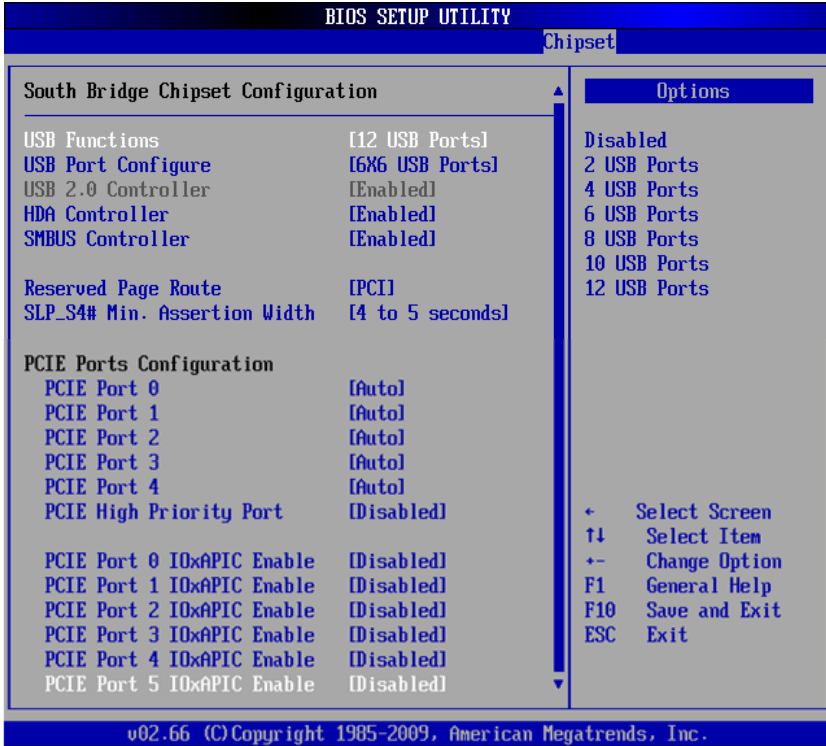 BIOS SETUP UTILITY
Chipset
South Bridge Chipset Configuration
USB Functions [12 USB Ports]
USB Port Configure [6X6 USB Ports]
USB 2.0 Controller [Enabled]
HDA Controller [Enabled]
SMBUS Controller [Enabled]
Reserved Page Route [PCI]
SLP_S4# Min. Assertion Width [4 to 5 seconds]
PCIE Ports Configuration
PCIE Port 0 [Auto]
PCIE Port 1 [Auto]
PCIE Port 2 [Auto]
PCIE Port 3 [Auto]
PCIE Port 4 [Auto]
PCIE High Priority Port [Disabled]
PCIE Port 0 IOxAPIC Enable [Disabled]
PCIE Port 1 IOxAPIC Enable [Disabled]
PCIE Port 2 IOxAPIC Enable [Disabled]
PCIE Port 3 IOxAPIC Enable [Disabled]
PCIE Port 4 IOxAPIC Enable [Disabled]
PCIE Port 5 IOxAPIC Enable [Disabled]
Options
Disabled
2 USB Ports
4 USB Ports
6 USB Ports
8 USB Ports
10 USB Ports
12 USB Ports
← Select Screen
↑↓ Select Item
+- Change Option
F1 General Help
F10 Save and Exit
ESC Exit
v02.66 (C)Copyright 1985-2009, American Megatrends, Inc.